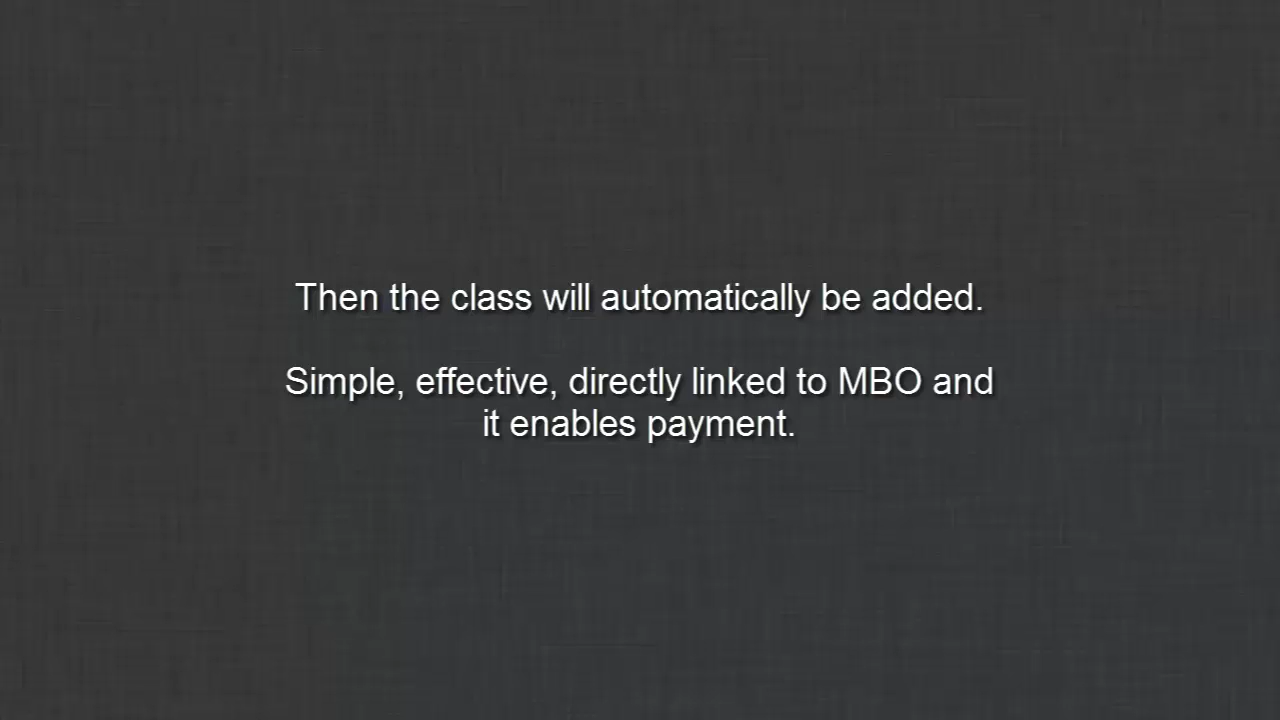 Then the class will automatically be added.
Simple, effective, directly linked to MBO and
it enables payment.